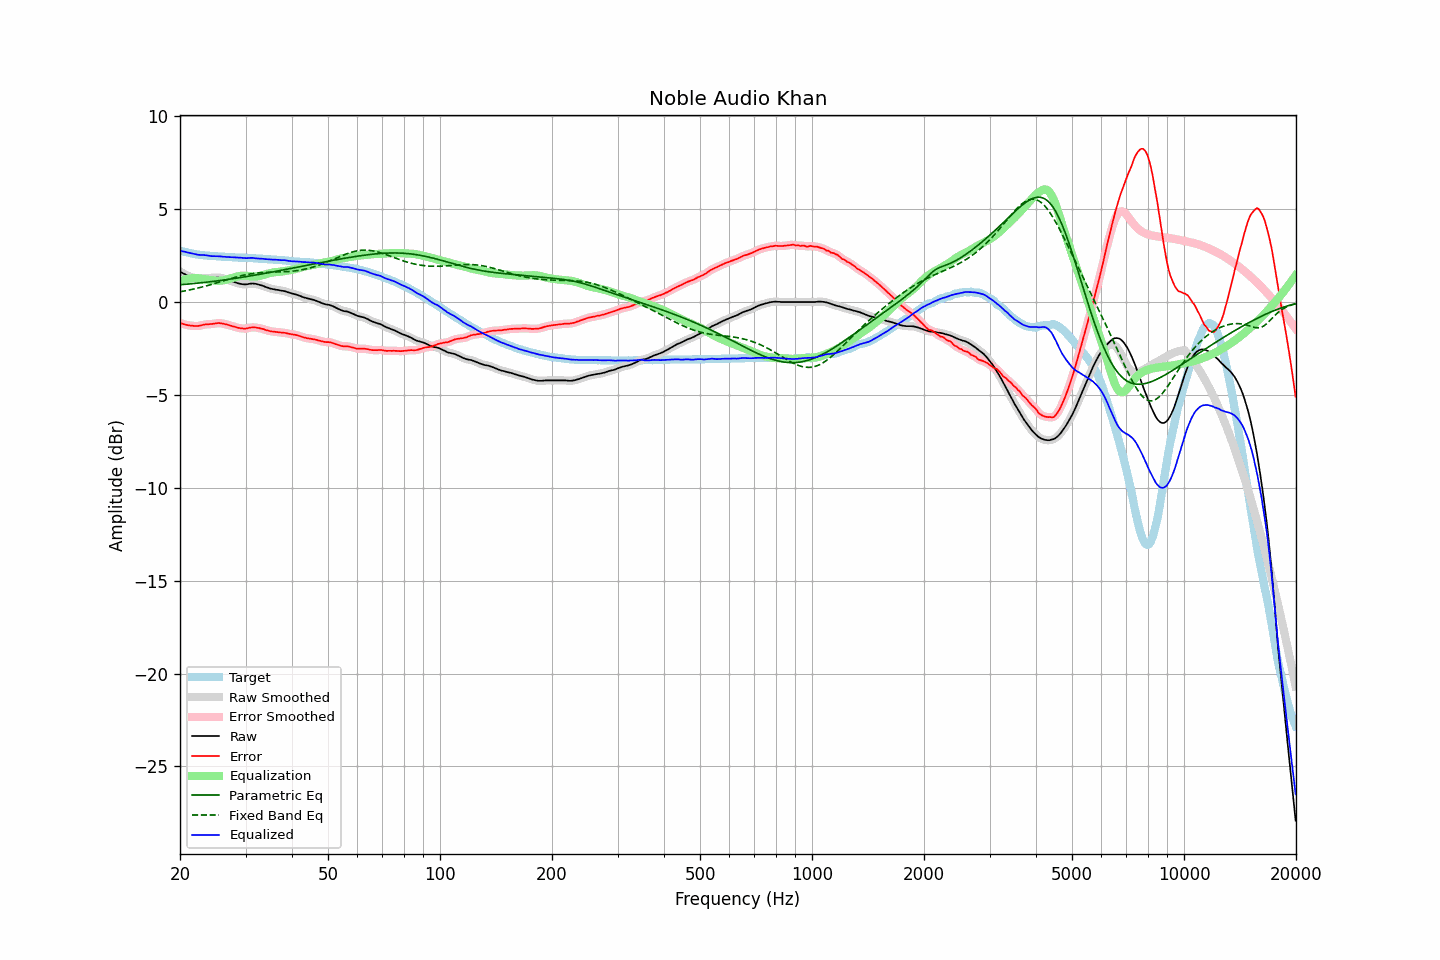 Noble Audio Khan
10
5
0
−5
−10
−15
−20
−25
Amplitude (dBr)
Target
Raw Smoothed
Error Smoothed
Raw
Error
Equalization
Parametric Eq
Fixed Band Eq
Equalized
20 50 100 200 500 1000 2000 5000 10000 20000
Frequency (Hz)